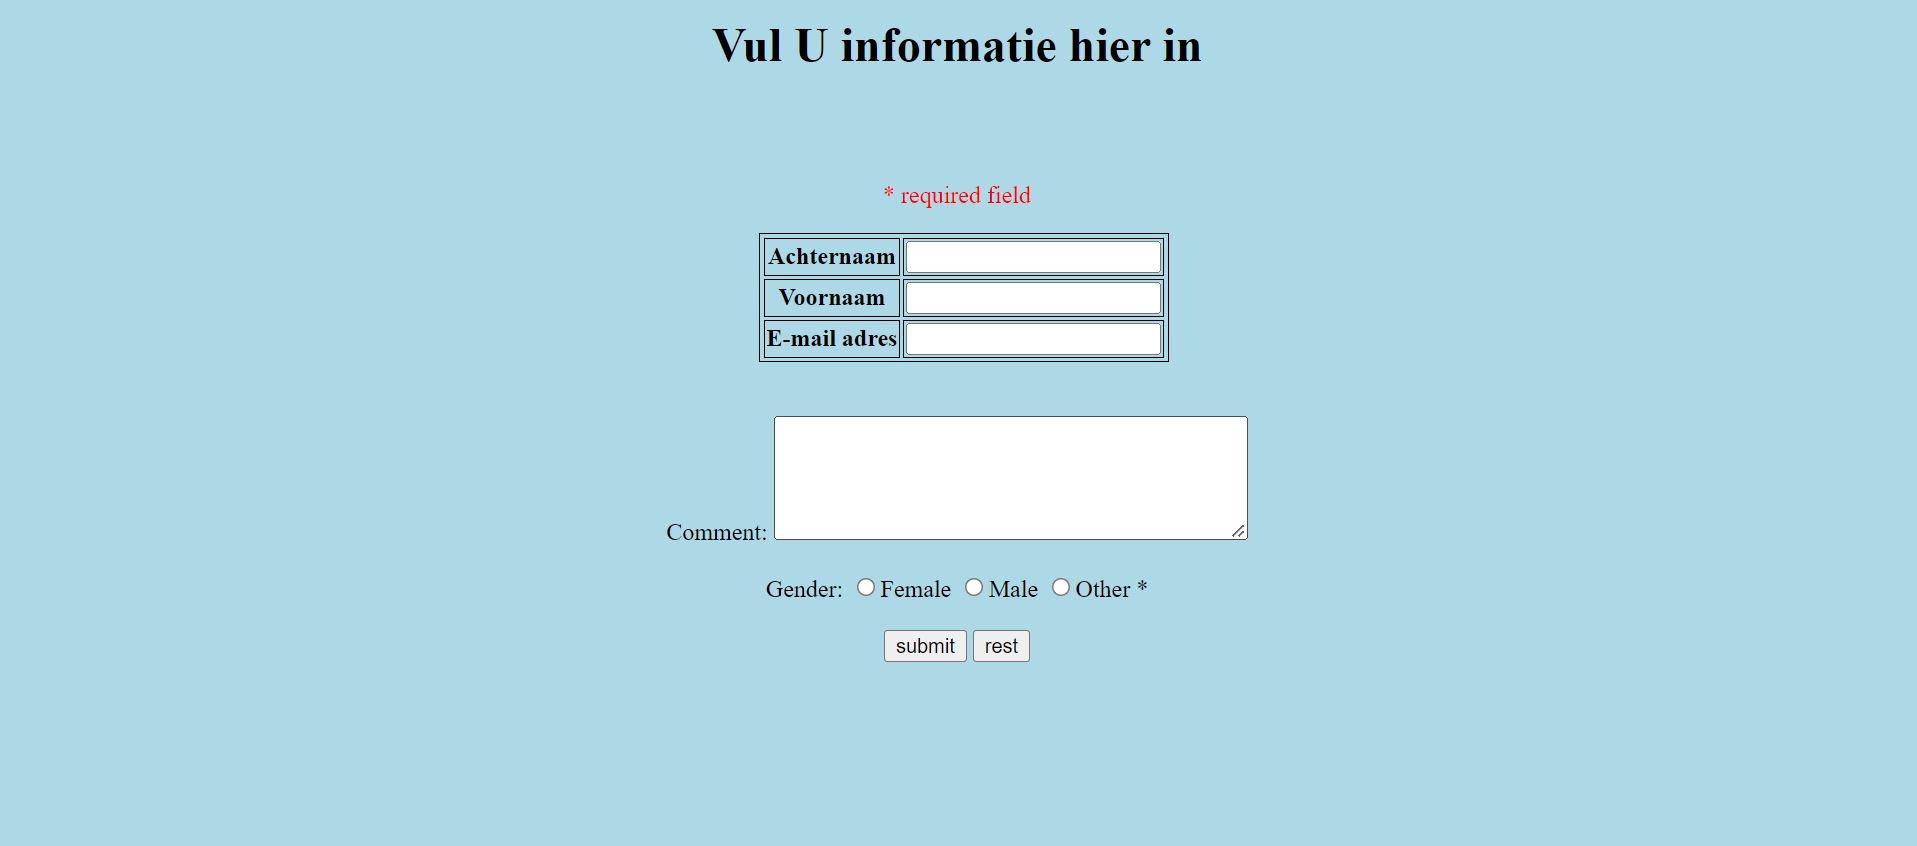 Vul U informatie hier in
* required field
Achternaam
Voornaam
E-mail adres
Comment:
Gender: Female Male Other *
submit rest